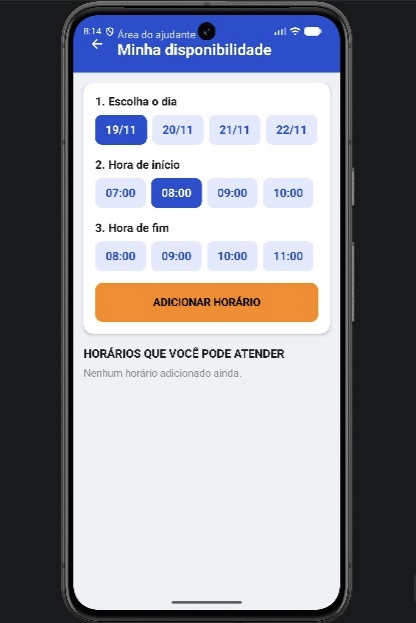 8:14
Área do ajudante
Minha disponibilidade
1. Escolha o dia
19/11 20/11 21/11 22/11
2. Hora de início
07:00 08:00 09:00 10:00
3. Hora de fim
08:00 09:00 10:00 11:00
ADICIONAR HORÁRIO
HORÁRIOS QUE VOCÊ PODE ATENDER
Nenhum horário adicionado ainda.